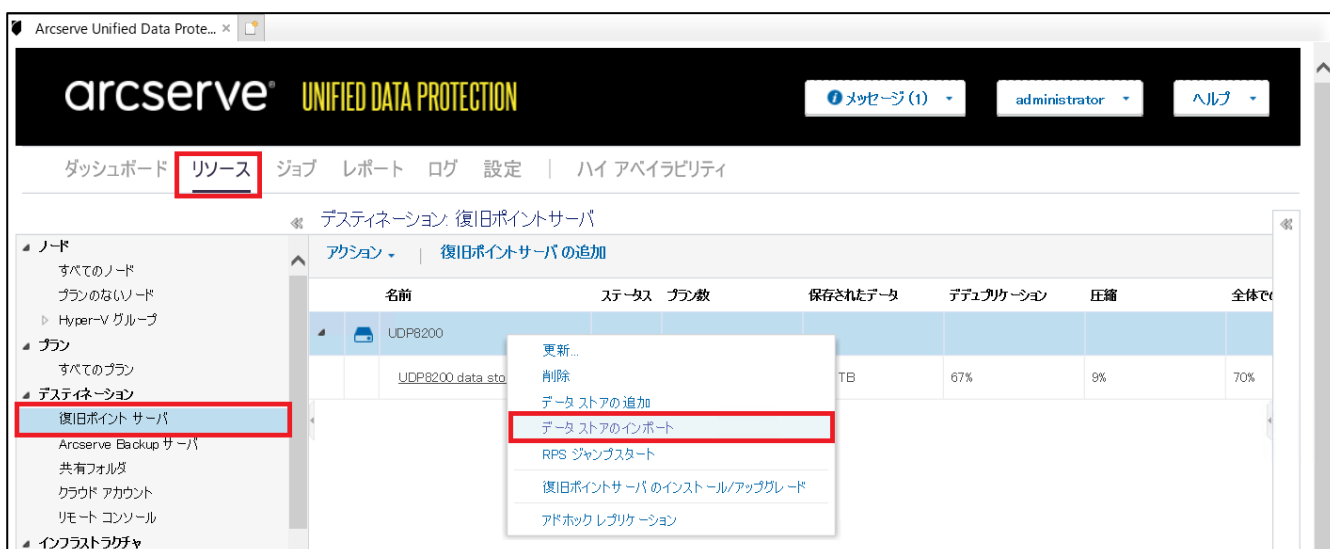 Arcserve Unified Data Prote... ×
arcserve® UNIFIED DATA PROTECTION
メッセージ (1)
administrator
ヘルプ
ダッシュボード リソース ジョブ レポート ログ 設定 | ハイ アベイラビリティ
デスティネーション: 復旧ポイントサーバ
ノード
アクション | 復旧ポイントサーバの追加
すべてのノード
プランのないノード
名前 ステータス プラン数 保存されたデータ デデュプリケーション 圧縮 全体で
Hyper-V グループ
UDP8200
プラン
更新...
すべてのプラン
UDP8200 data sto
削除
TB 67% 9% 70%
デスティネーション
データ ストアの追加
復旧ポイント サーバ
データ ストアのインポート
Arcserve Backup サーバ
RPS ジャンプスタート
共有フォルダ
クラウド アカウント
復旧ポイントサーバ のインストール/アップグレード
リモート コンソール
アドホック レプリケーション
インフラストラクチャ